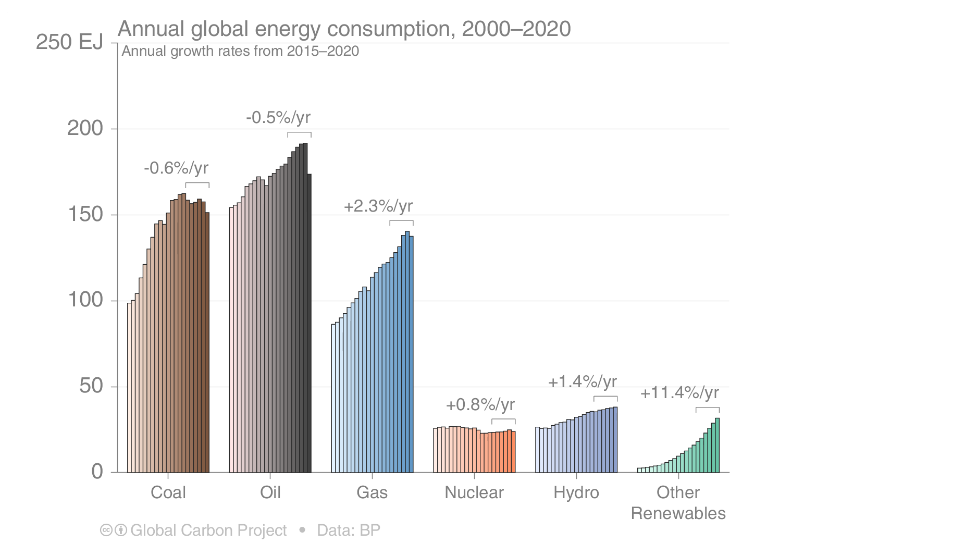 Annual global energy consumption, 2000–2020
250 EJ
Annual growth rates from 2015–2020
200
150
100
50
0
-0.6%/yr
-0.5%/yr
+2.3%/yr
+0.8%/yr
+1.4%/yr
+11.4%/yr
Coal
Oil
Gas
Nuclear
Hydro
Other
Renewables
cc Global Carbon Project • Data: BP